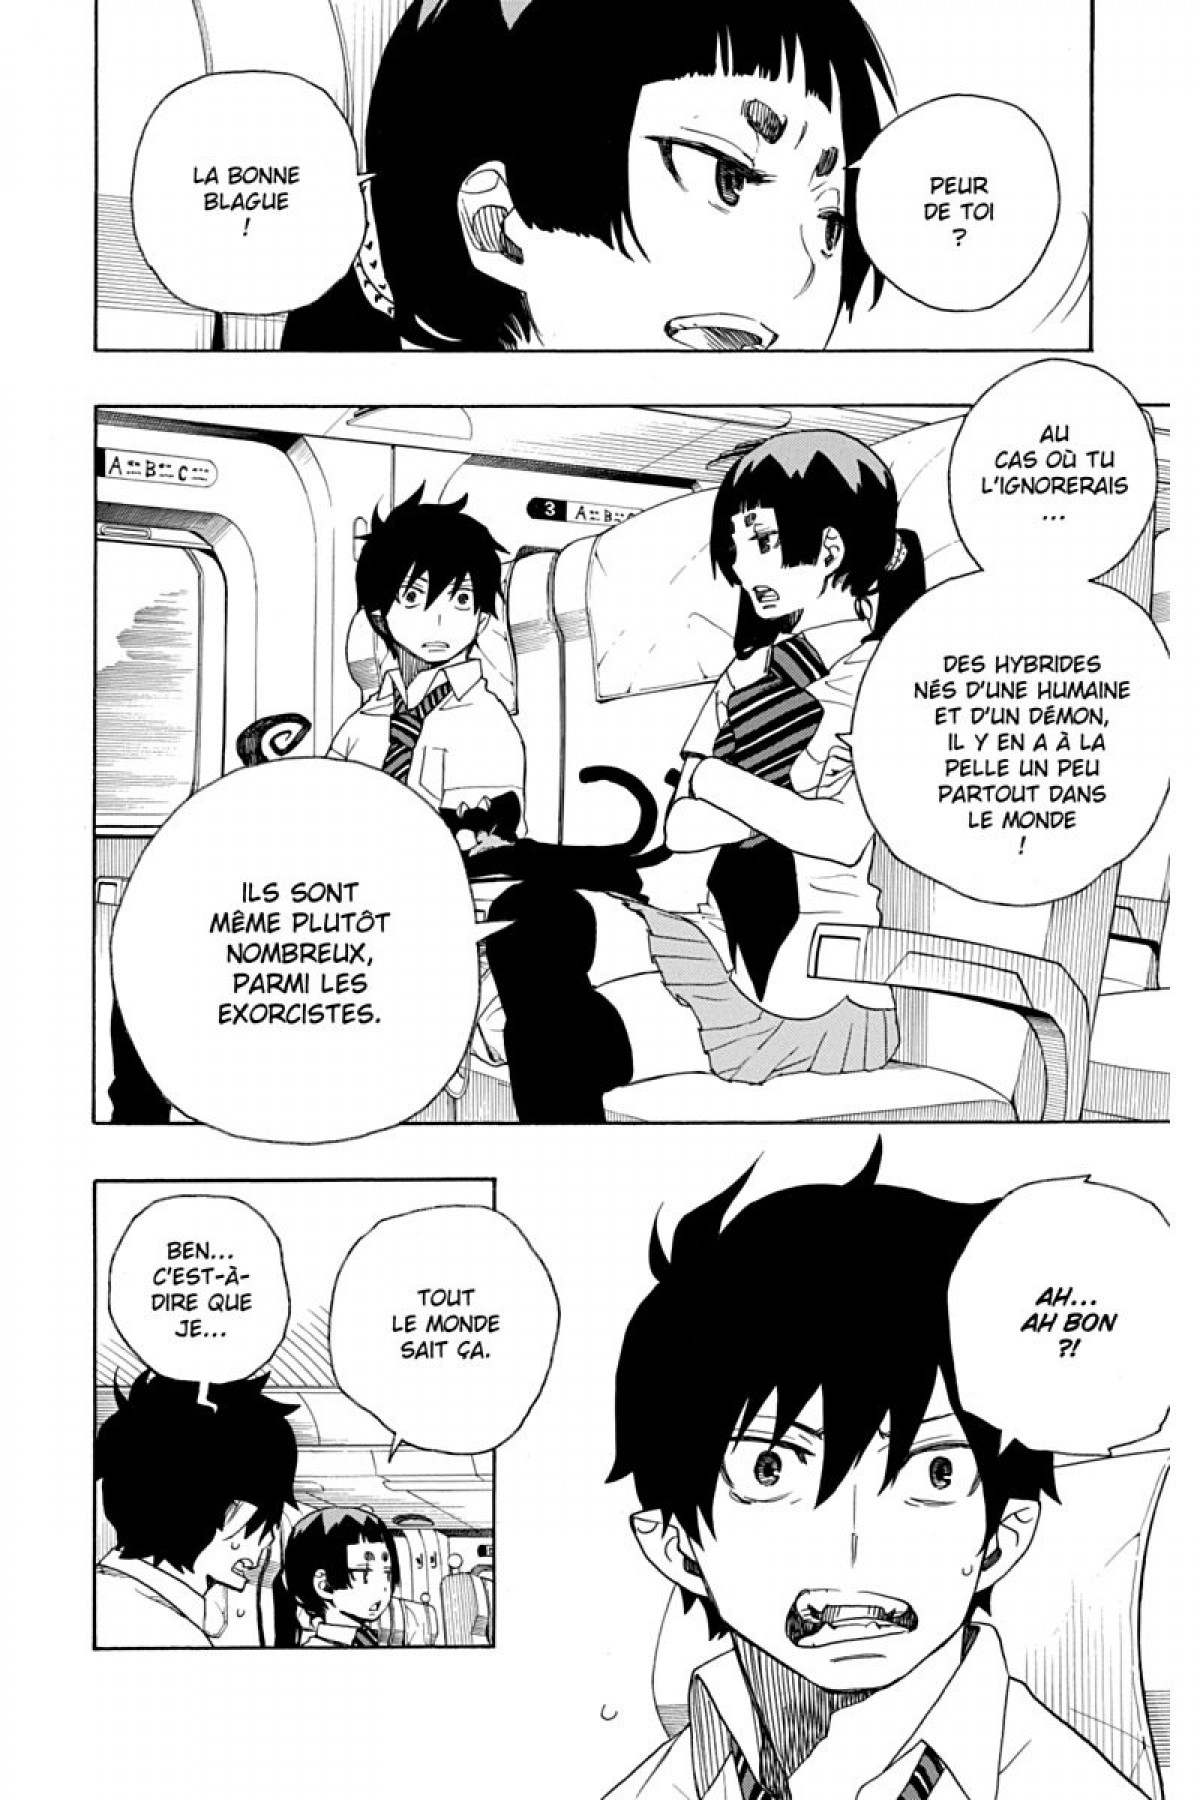 PEUR
DE TOI
?
LA BONNE
BLAGUE
!
AU
CAS OÙ TU
L'IGNORERAIS
...
DES HYBRIDES
NÉS D'UNE HUMAINE
ET D'UN DÉMON,
IL Y EN A À LA
PELLE UN PEU
PARTOUT DANS
LE MONDE
!
A B C
3 A B C
ILS SONT
MÊME PLUTÔT
NOMBREUX,
PARMI LES
EXORCISTES.
AH...
AH BON
?!
TOUT
LE MONDE
SAIT ÇA.
BEN...
C'EST-À-
DIRE QUE
JE...